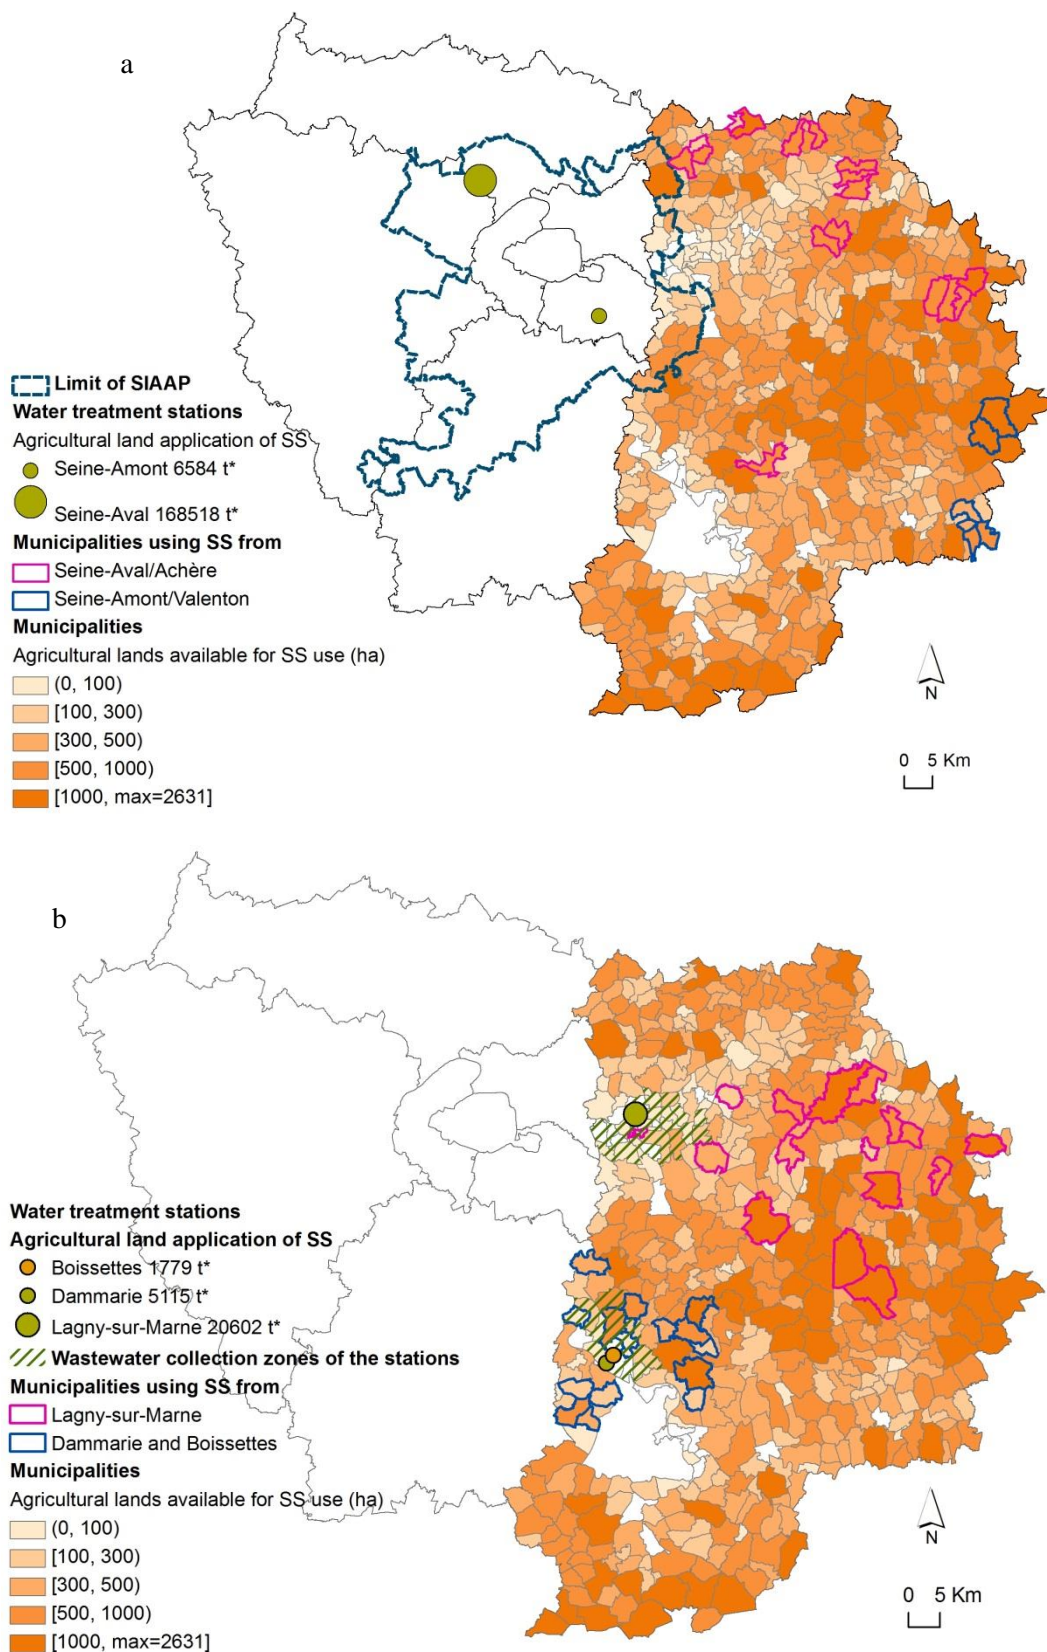 a
Limit of SIAAP
Water treatment stations
Agricultural land application of SS
Seine-Amont 6584 t*
Seine-Aval 168518 t*
Municipalities using SS from
Seine-Aval/Achère
Seine-Amont/Valenton
Municipalities
Agricultural lands available for SS use (ha)
(0, 100)
[100, 300)
[300, 500)
[500, 1000)
[1000, max=2631]
N
0 5 Km
b
Water treatment stations
Agricultural land application of SS
Boissettes 1779 t*
Dammarie 5115 t*
Lagny-sur-Marne 20602 t*
Wastewater collection zones of the stations
Municipalities using SS from
Lagny-sur-Marne
Dammarie and Boissettes
Municipalities
Agricultural lands available for SS use (ha)
(0, 100)
[100, 300)
[300, 500)
[500, 1000)
[1000, max=2631]
N
0 5 Km